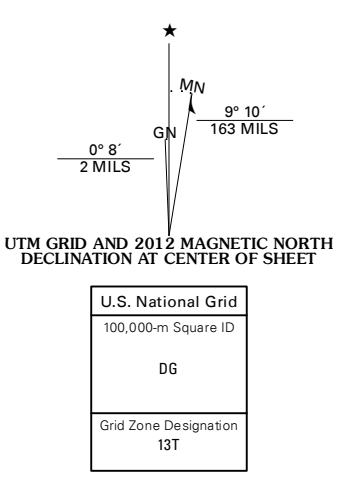 ★
MN
GN
9° 10´
163 MILS
0° 8´
2 MILS
UTM GRID AND 2012 MAGNETIC NORTH
DECLINATION AT CENTER OF SHEET
U.S. National Grid
100,000-m Square ID
DG
Grid Zone Designation
13T